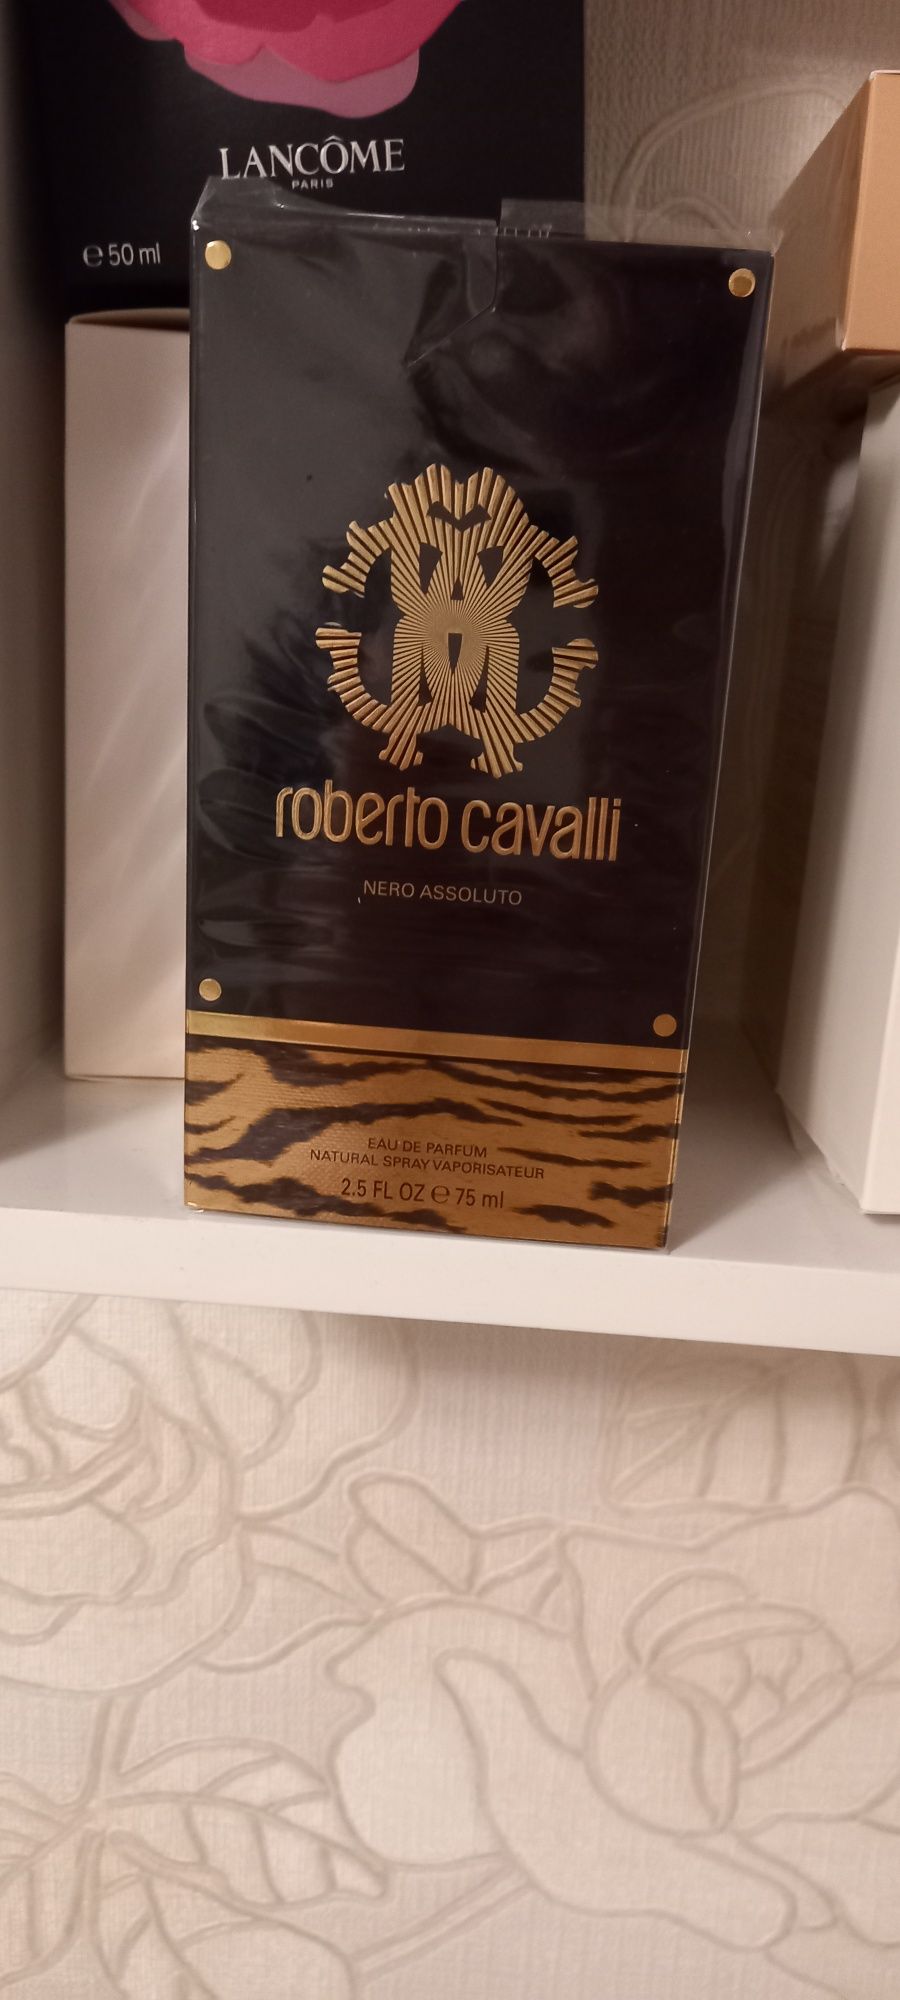 LANCÔME
PARIS
e 50 ml
roberto cavalli
NERO ASSOLUTO
EAU DE PARFUM
NATURAL SPRAY VAPORISATEUR
2.5 FL OZ e 75 ml